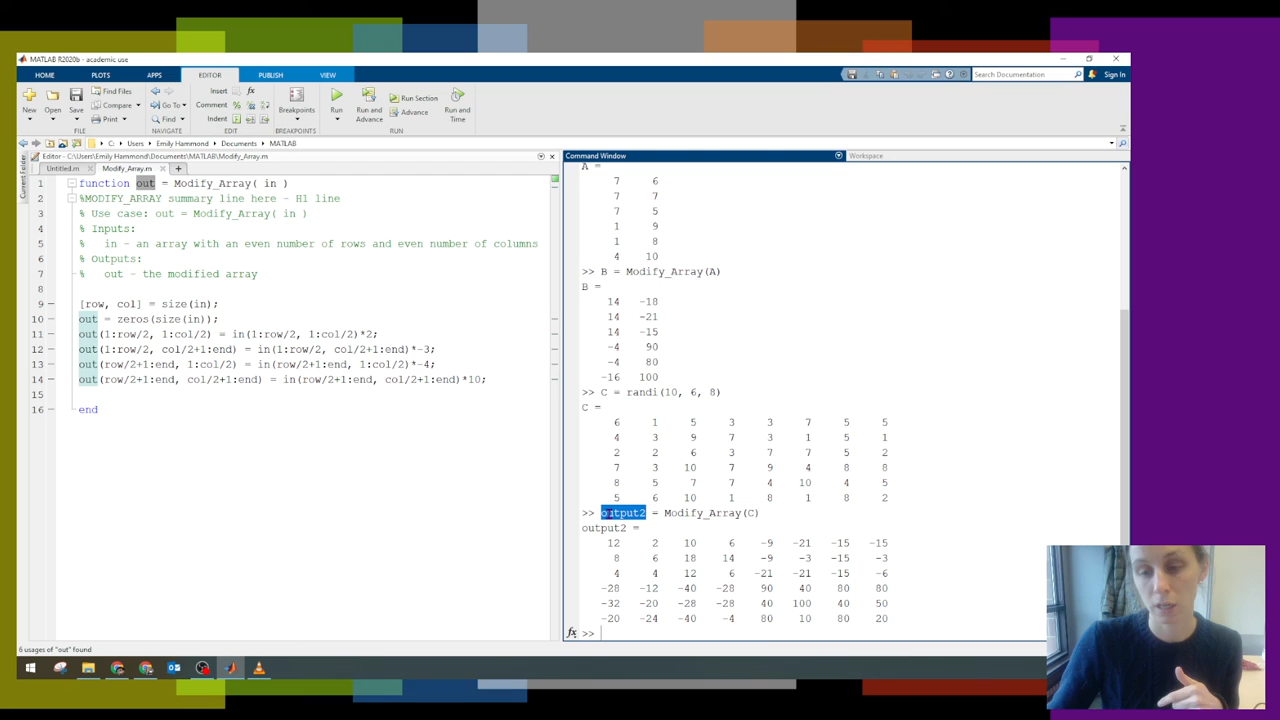 MATLAB R2020b - academic use
HOME PLOTS APPS EDITOR PUBLISH VIEW Search Documentation Sign In
New Open Save Find Files Compare Print Go To Find Insert Comment Indent Breakpoints Run Run and Advance Run Section Advance Run and Time
FILE NAVIGATE EDIT BREAKPOINTS RUN
C: Users Emily Hammond Documents MATLAB
Current Folder
Editor - C:\Users\Emily Hammond\Documents\MATLAB\Modify_Array.m
Untitled.m Modify_Array.m
1 function out = Modify_Array( in )
2 %MODIFY_ARRAY summary line here - H1 line
3 % Use case: out = Modify_Array( in )
4 % Inputs:
5 % in - an array with an even number of rows and even number of columns
6 % Outputs:
7 % out - the modified array
8
9 [row, col] = size(in);
10 out = zeros(size(in));
11 out(1:row/2, 1:col/2) = in(1:row/2, 1:col/2)*2;
12 out(1:row/2, col/2+1:end) = in(1:row/2, col/2+1:end)*-3;
13 out(row/2+1:end, 1:col/2) = in(row/2+1:end, 1:col/2)*-4;
14 out(row/2+1:end, col/2+1:end) = in(row/2+1:end, col/2+1:end)*10;
15
16 end
6 usages of "out" found
Command Window Workspace
A =
7 6
7 7
7 5
1 9
1 8
4 10
>> B = Modify_Array(A)
B =
14 -18
14 -21
14 -15
-4 90
-4 80
-16 100
>> C = randi(10, 6, 8)
C =
6 1 5 3 3 7 5 5
4 3 9 7 3 1 5 1
2 2 6 3 7 7 5 2
7 3 10 7 9 4 8 8
8 5 7 7 4 10 4 5
5 6 10 1 8 1 8 2
>> output2 = Modify_Array(C)
output2 =
12 2 10 6 -9 -21 -15 -15
8 6 18 14 -9 -3 -15 -3
4 4 12 6 -21 -21 -15 -6
-28 -12 -40 -28 90 40 80 80
-32 -20 -28 -28 40 100 40 50
-20 -24 -40 -4 80 10 80 20
fx >>